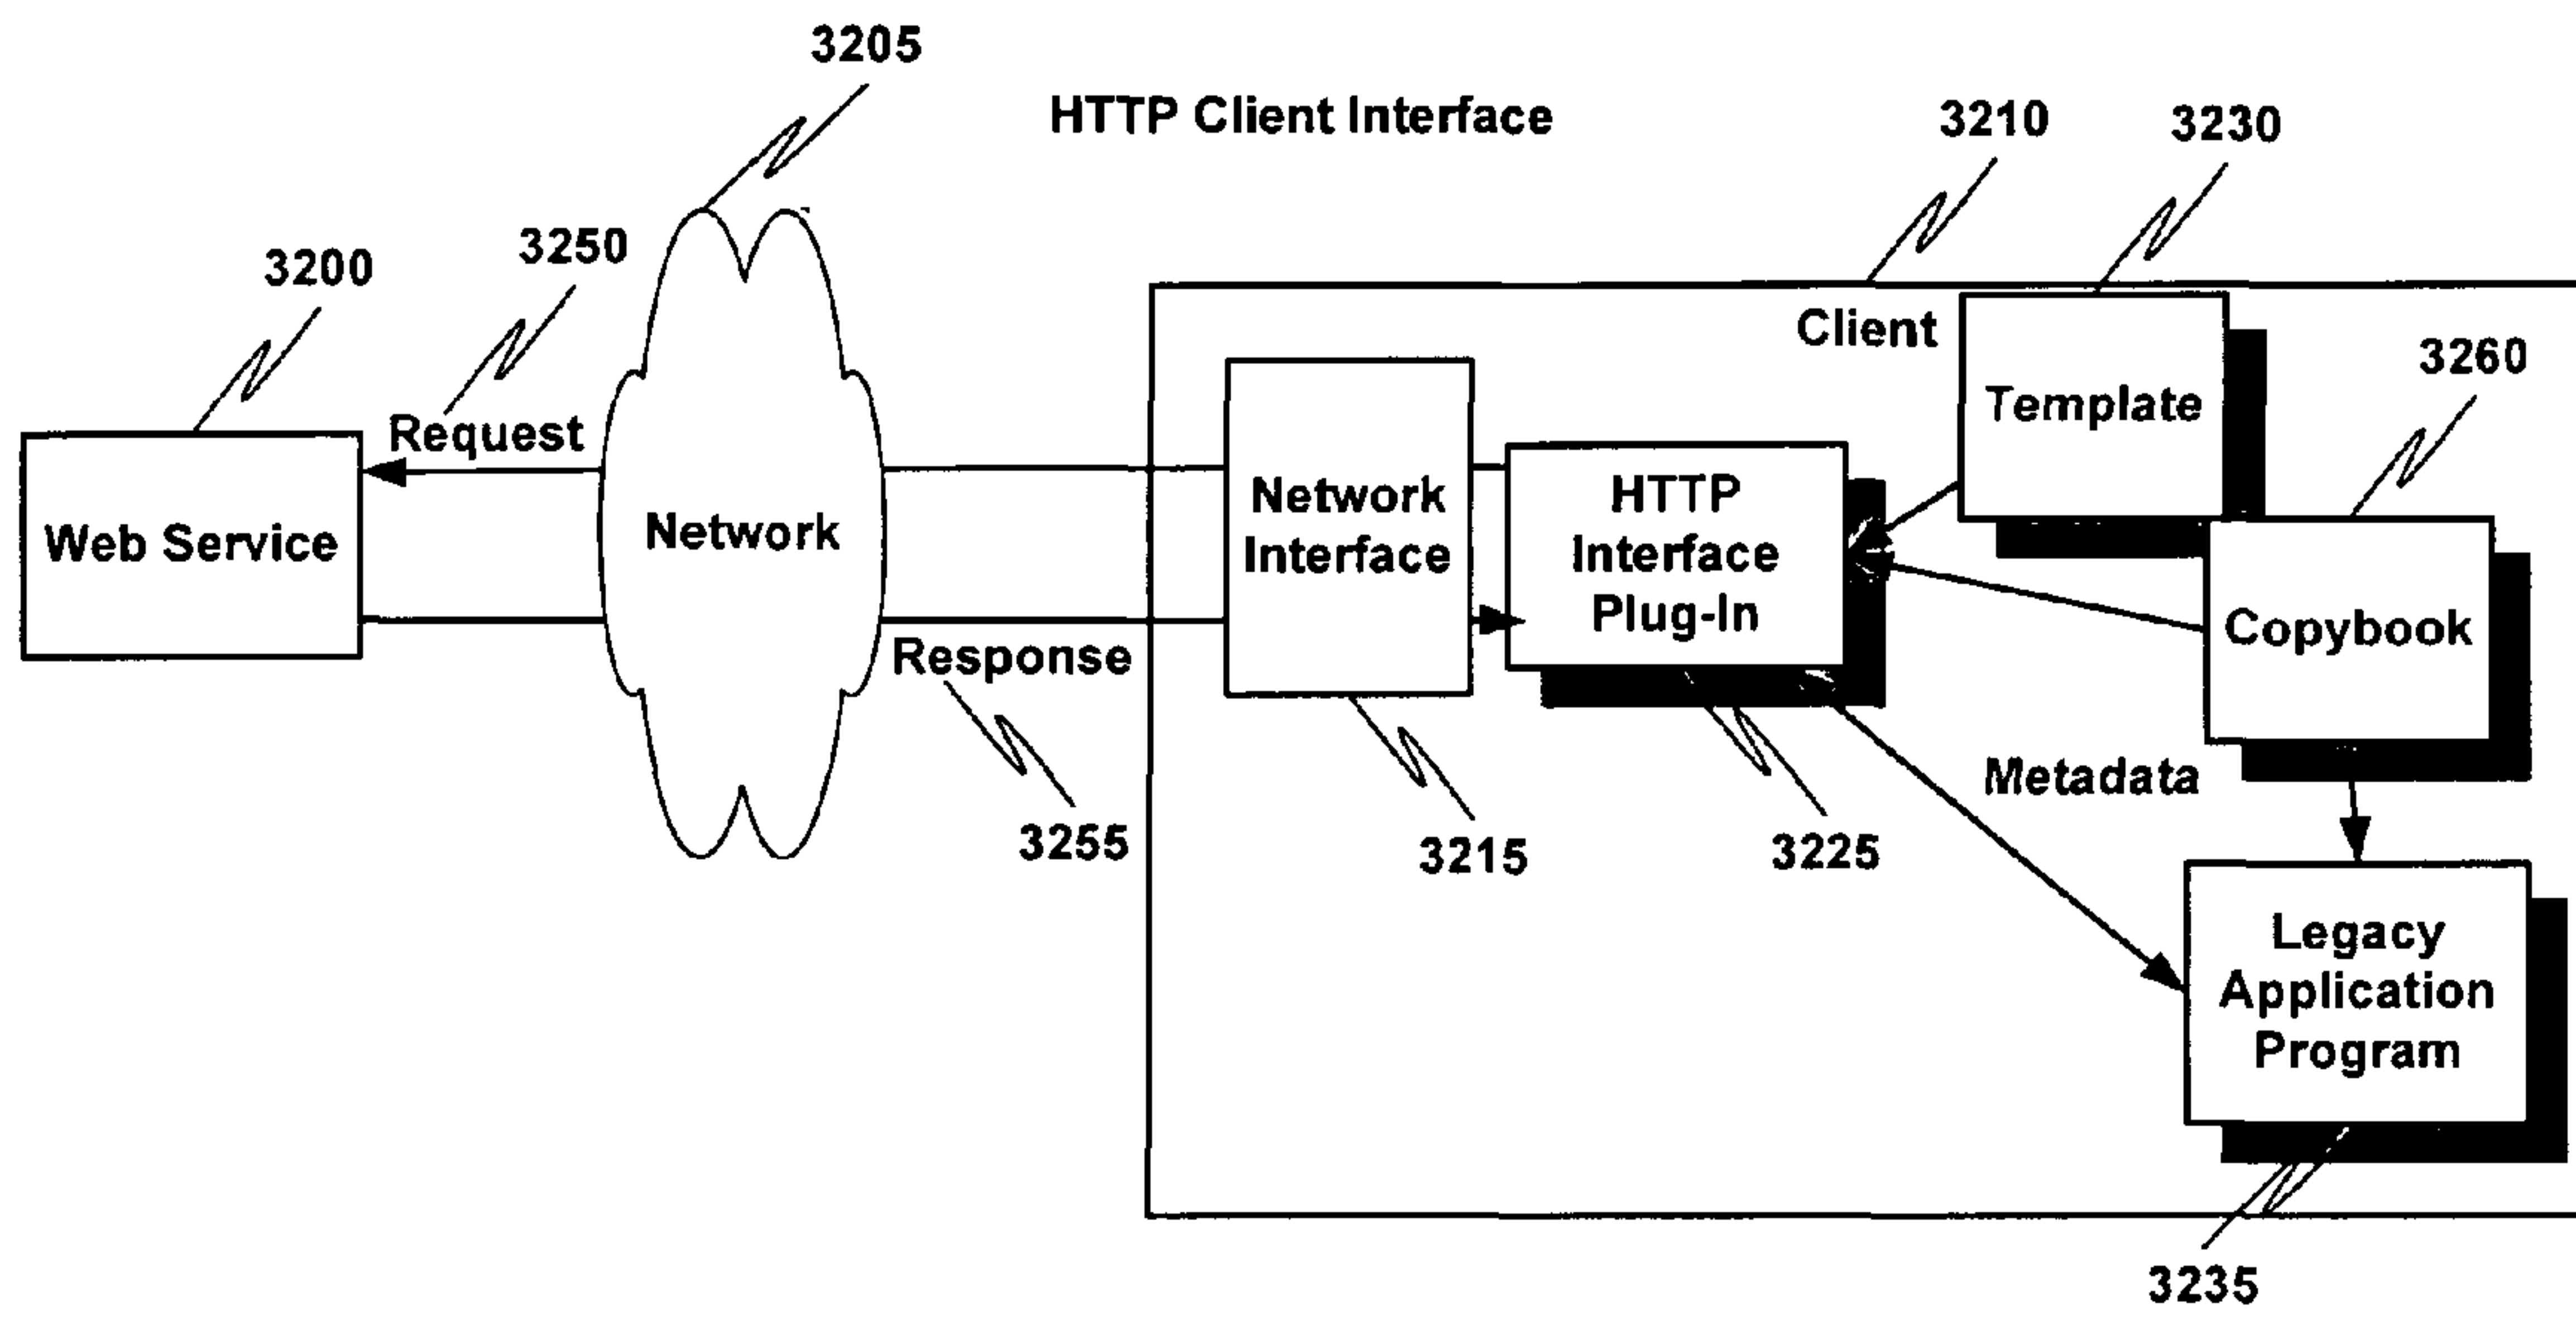 3205
HTTP Client Interface
3210
3230
3250
3200
Client
3260
Template
Request
Network
Interface
HTTP
Interface
Plug-In
Web Service
Network
Copybook
Response
Metadata
3255
3215
3225
Legacy
Application
Program
3235